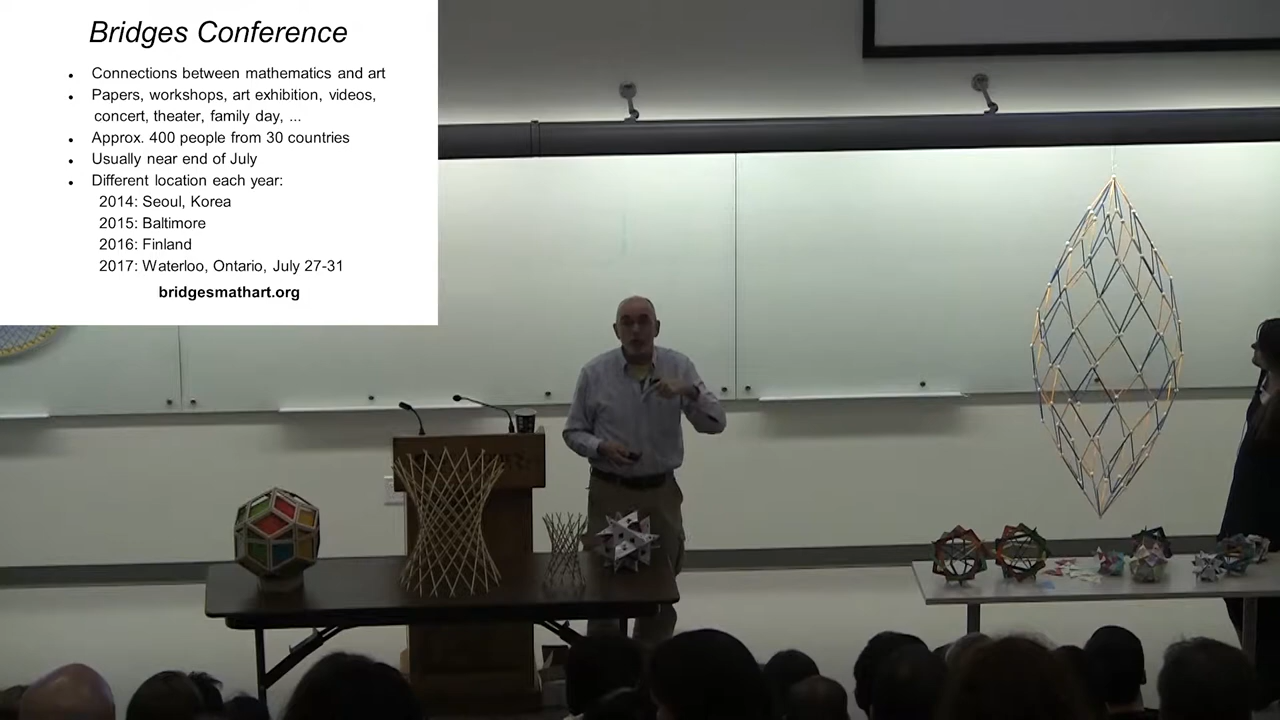 Bridges Conference
• Connections between mathematics and art
• Papers, workshops, art exhibition, videos,
concert, theater, family day, ...
• Approx. 400 people from 30 countries
• Usually near end of July
• Different location each year:
2014: Seoul, Korea
2015: Baltimore
2016: Finland
2017: Waterloo, Ontario, July 27-31
bridgesmathart.org